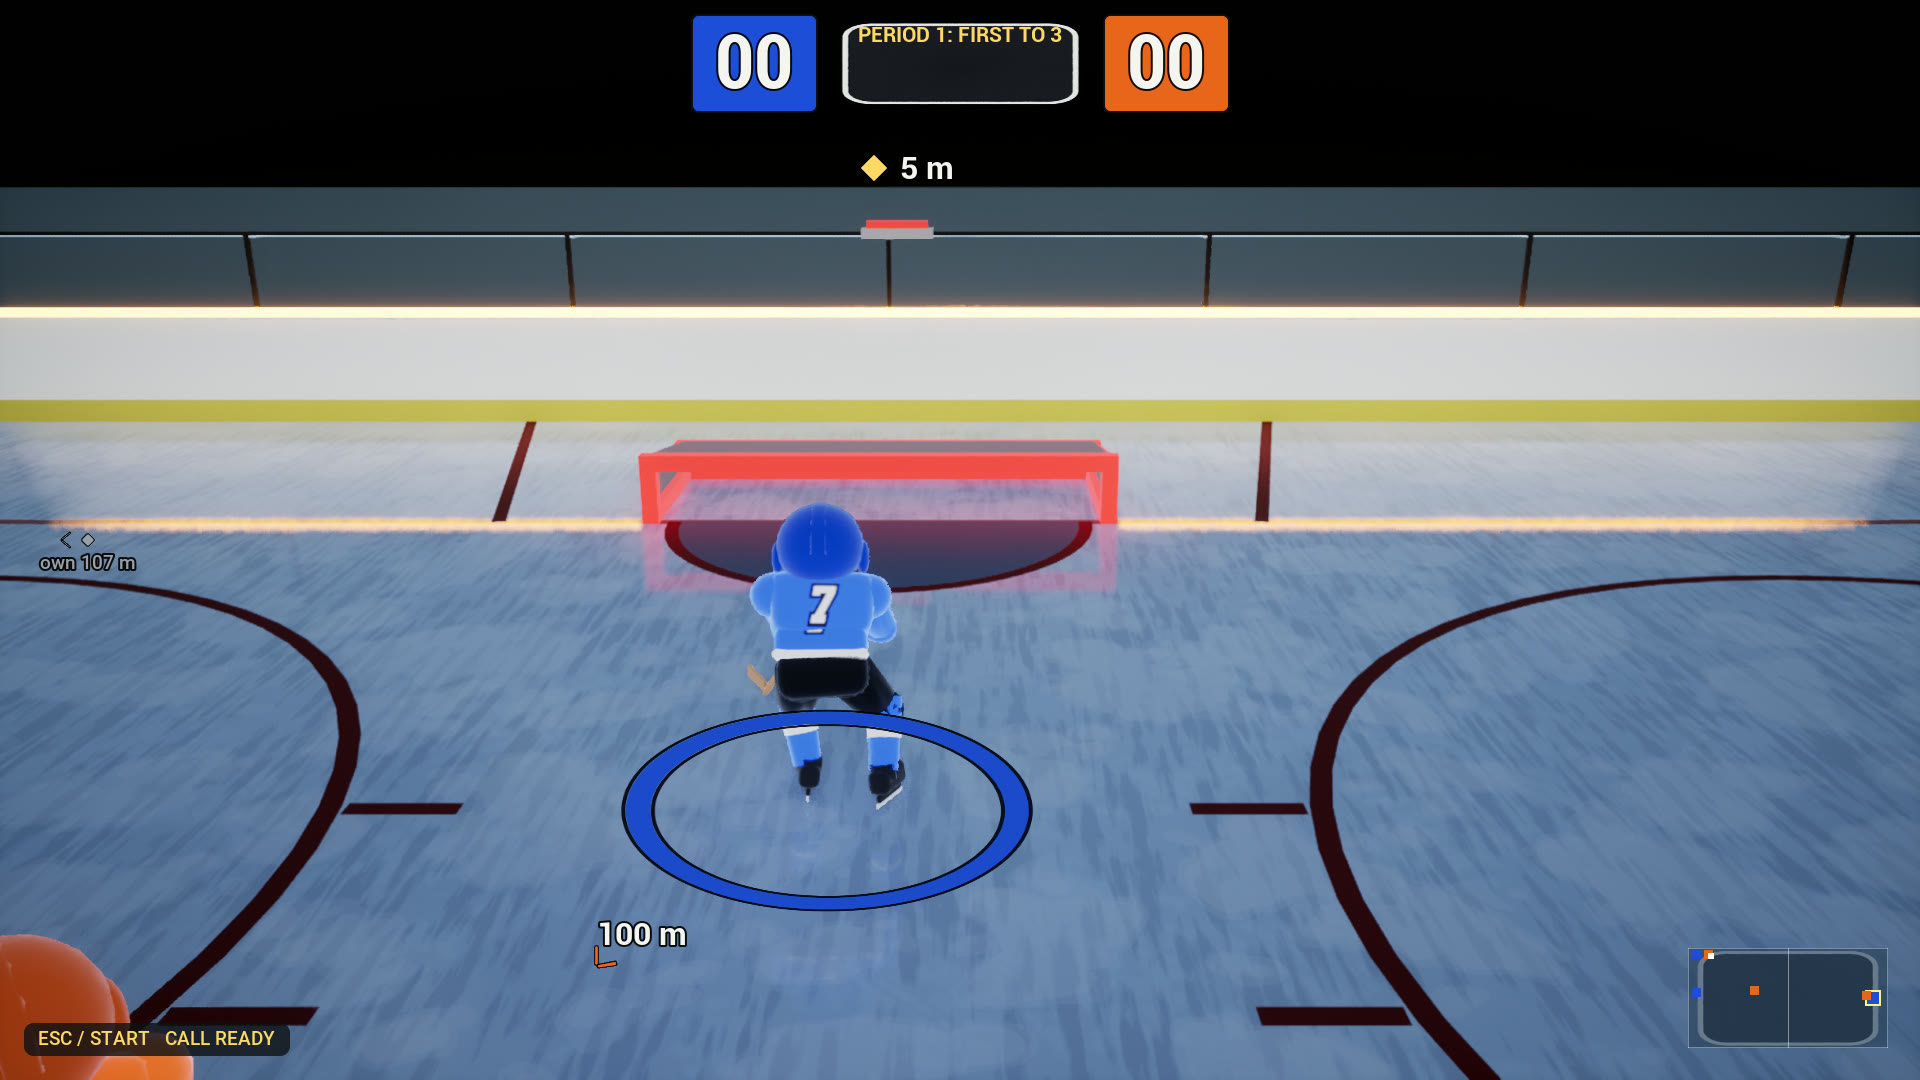 00
PERIOD 1: FIRST TO 3
00
5 m
own 107 m
7
100 m
ESC / START CALL READY